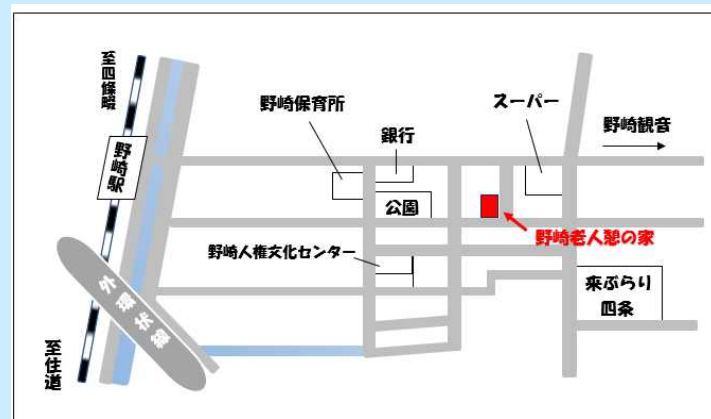 至四條畷
野崎駅
外環状線
至住道
野崎保育所
銀行
公園
野崎人権文化センター
スーパー
野崎観音
野崎老人憩の家
来ぶらり
四条